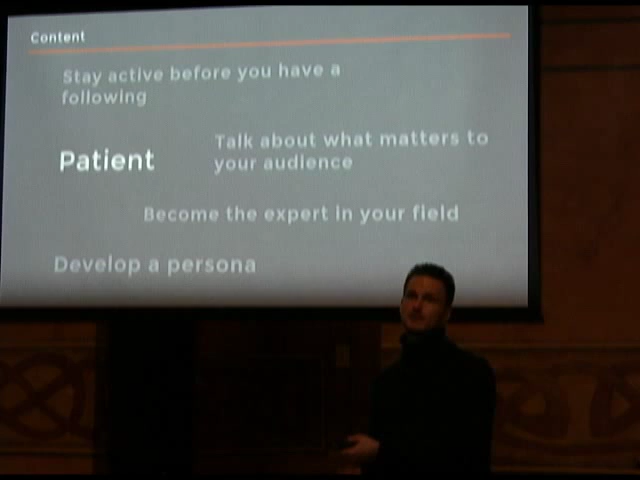 Content
Stay active before you have a
following
Talk about what matters to
your audience
Patient
Become the expert in your field
Develop a persona